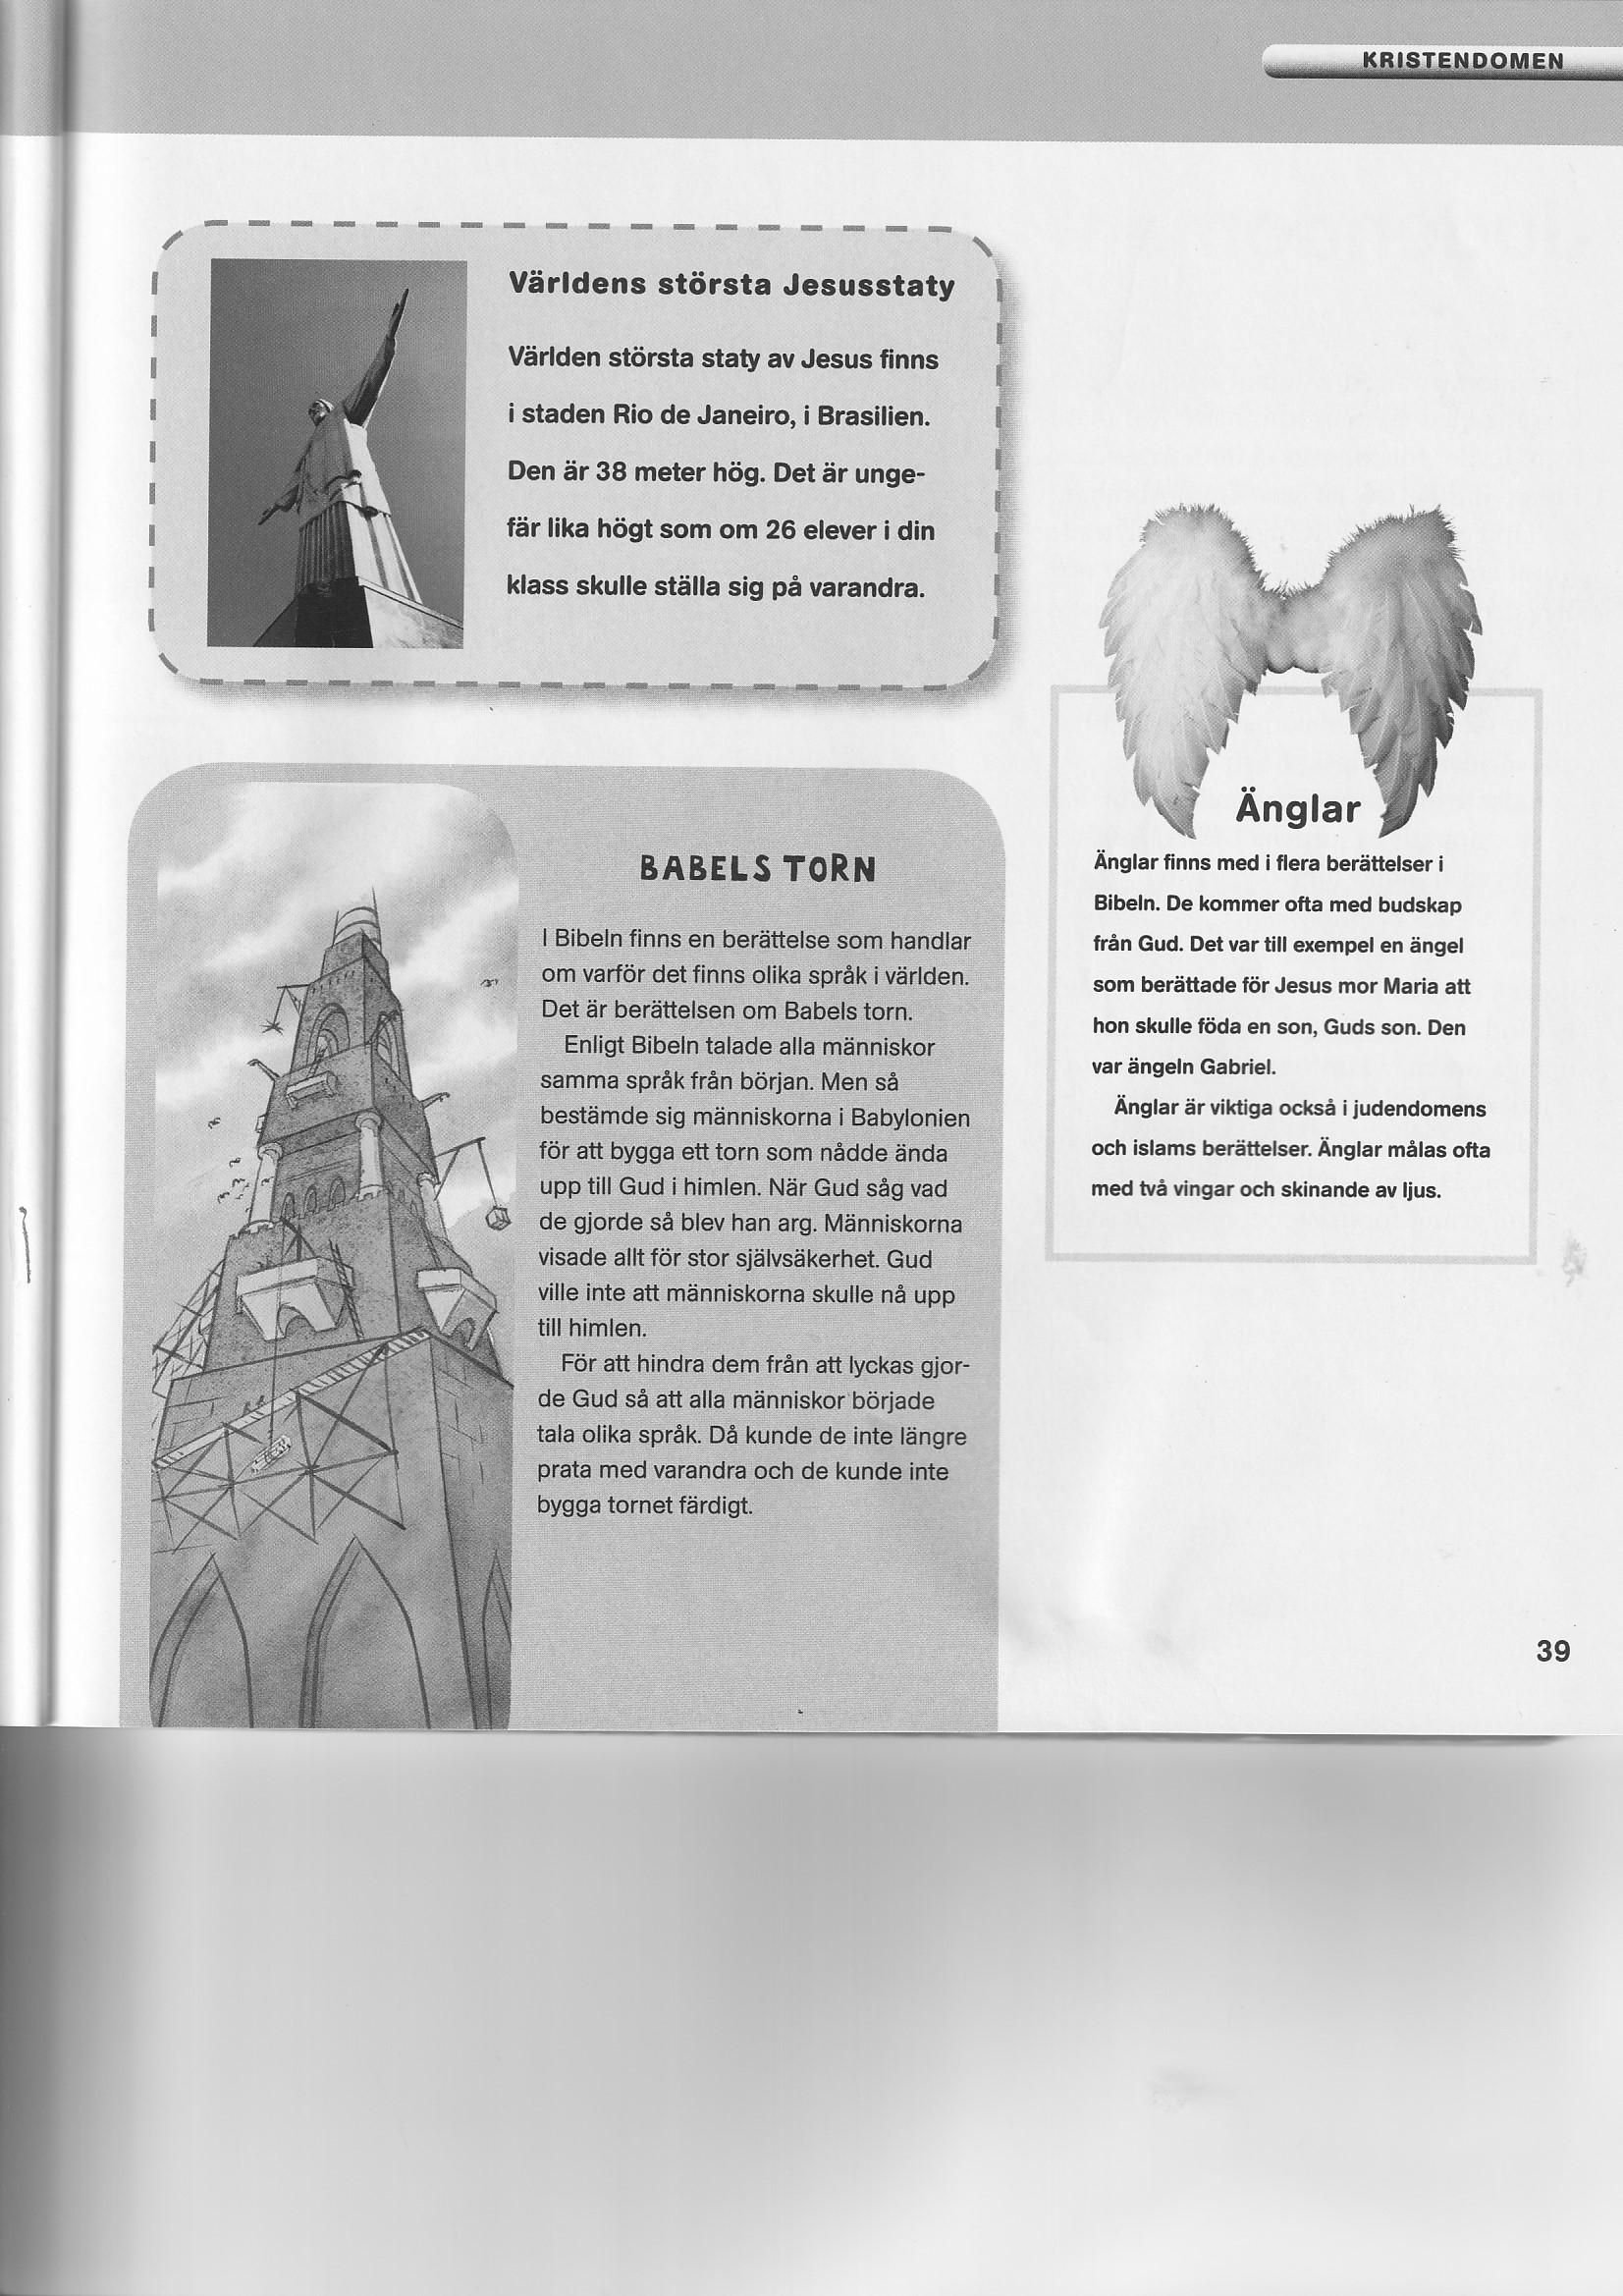 KRISTENDOMEN
Världens största Jesusstaty
Världen största staty av Jesus finns
i staden Rio de Janeiro, i Brasilien.
Den är 38 meter hög. Det är unge-
fär lika högt som om 26 elever i din
klass skulle ställa sig på varandra.
BABELS TORN
I Bibeln finns en berättelse som handlar
om varför det finns olika språk i världen.
Det är berättelsen om Babels torn.
Enligt Bibeln talade alla människor
samma språk från början. Men så
bestämde sig människorna i Babylonien
för att bygga ett torn som nådde ända
upp till Gud i himlen. När Gud såg vad
de gjorde så blev han arg. Människorna
visade allt för stor självsäkerhet. Gud
ville inte att människorna skulle nå upp
till himlen.
För att hindra dem från att lyckas gjor-
de Gud så att alla människor började
tala olika språk. Då kunde de inte längre
prata med varandra och de kunde inte
bygga tornet färdigt.
Änglar
Änglar finns med i flera berättelser i
Bibeln. De kommer ofta med budskap
från Gud. Det var till exempel en ängel
som berättade för Jesus mor Maria att
hon skulle föda en son, Guds son. Den
var ängeln Gabriel.
Änglar är viktiga också i judendomens
och islams berättelser. Änglar målas ofta
med två vingar och skinande av ljus.
39